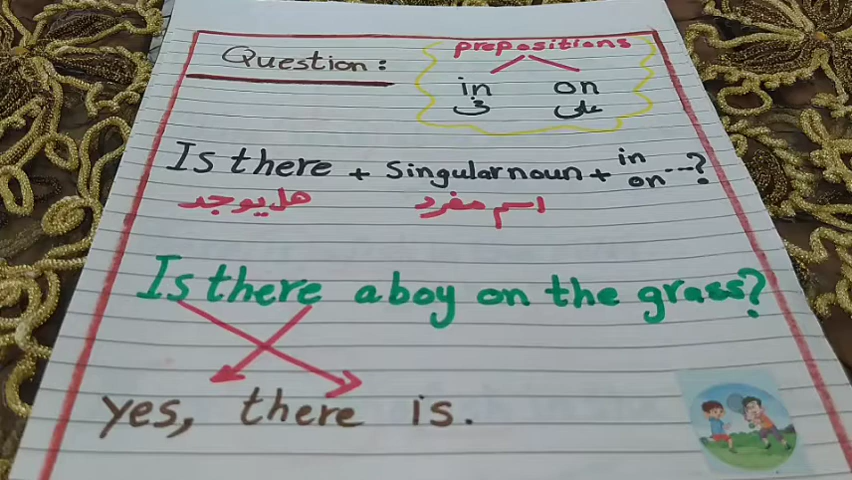 Question:
prepositions
in on
في على
Is there + Singular noun + in on ---?
هل يوجد اسم مفرد
Is there a boy on the grass?
yes, there is.